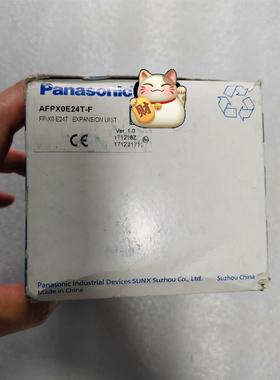 Panasonic
AFPX0E24T-F
FP-X0 E24T EXPANSION UNIT
Ver. 1.0
財
CE
Panasonic Industrial Devices SUNX Suzhou Co., Ltd.
Suzhou China
Made in China